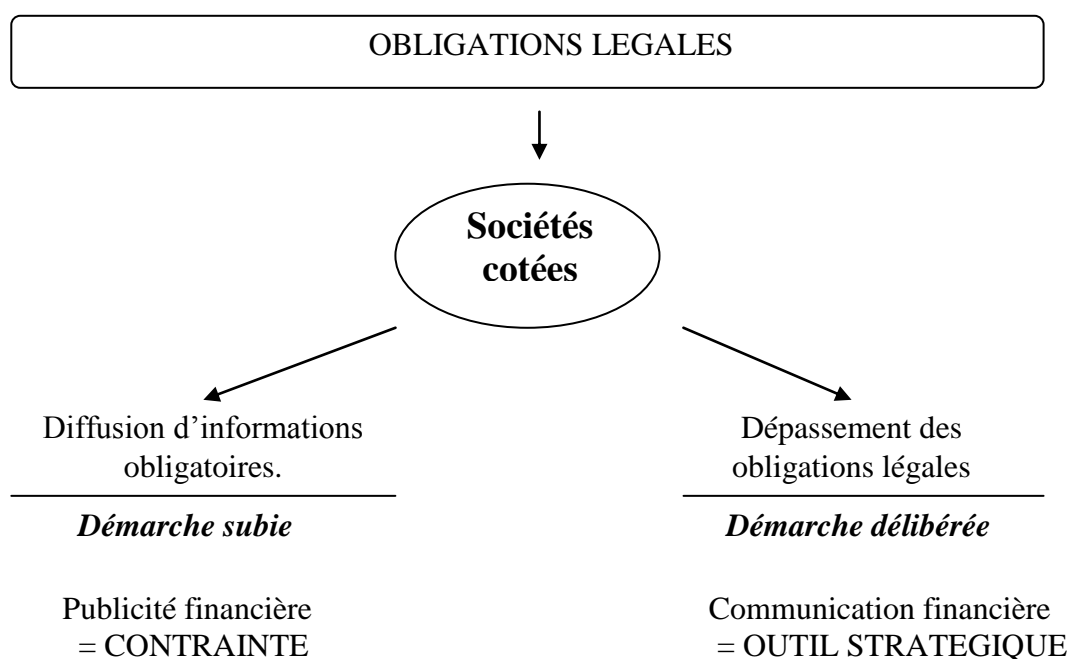 OBLIGATIONS LEGALES
Sociétés
cotées
Diffusion d’informations
obligatoires.
Démarche subie
Publicité financière
= CONTRAINTE
Dépassement des
obligations légales
Démarche délibérée
Communication financière
= OUTIL STRATEGIQUE